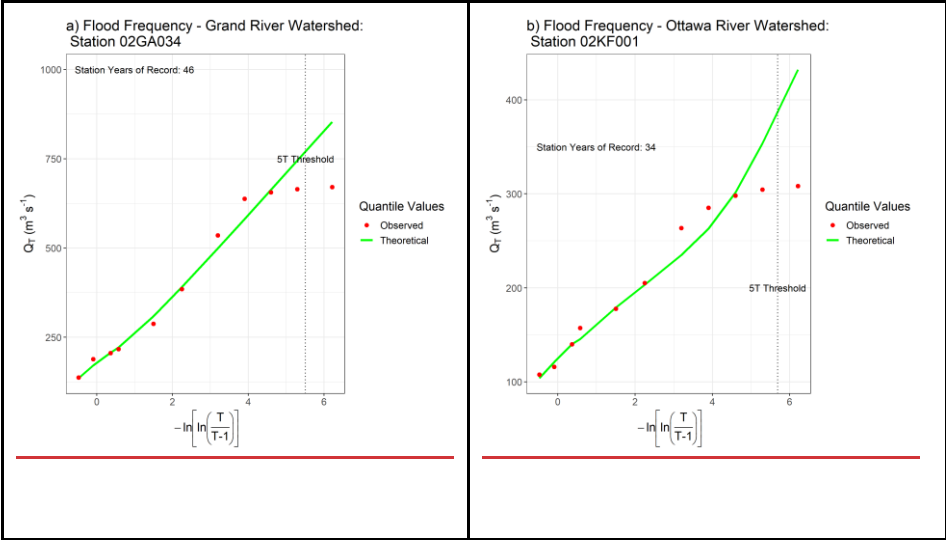 a) Flood Frequency - Grand River Watershed:
Station 02GA034
1000
Station Years of Record: 46
750
5T Threshold
500
250
Q_T (m³ s⁻¹)
0 2 4 6
-ln[ln(T/T-1)]
Quantile Values
Observed
Theoretical
b) Flood Frequency - Ottawa River Watershed:
Station 02KF001
400
Station Years of Record: 34
300
200
5T Threshold
100
Q_T (m³ s⁻¹)
0 2 4 6
-ln[ln(T/T-1)]
Quantile Values
Observed
Theoretical